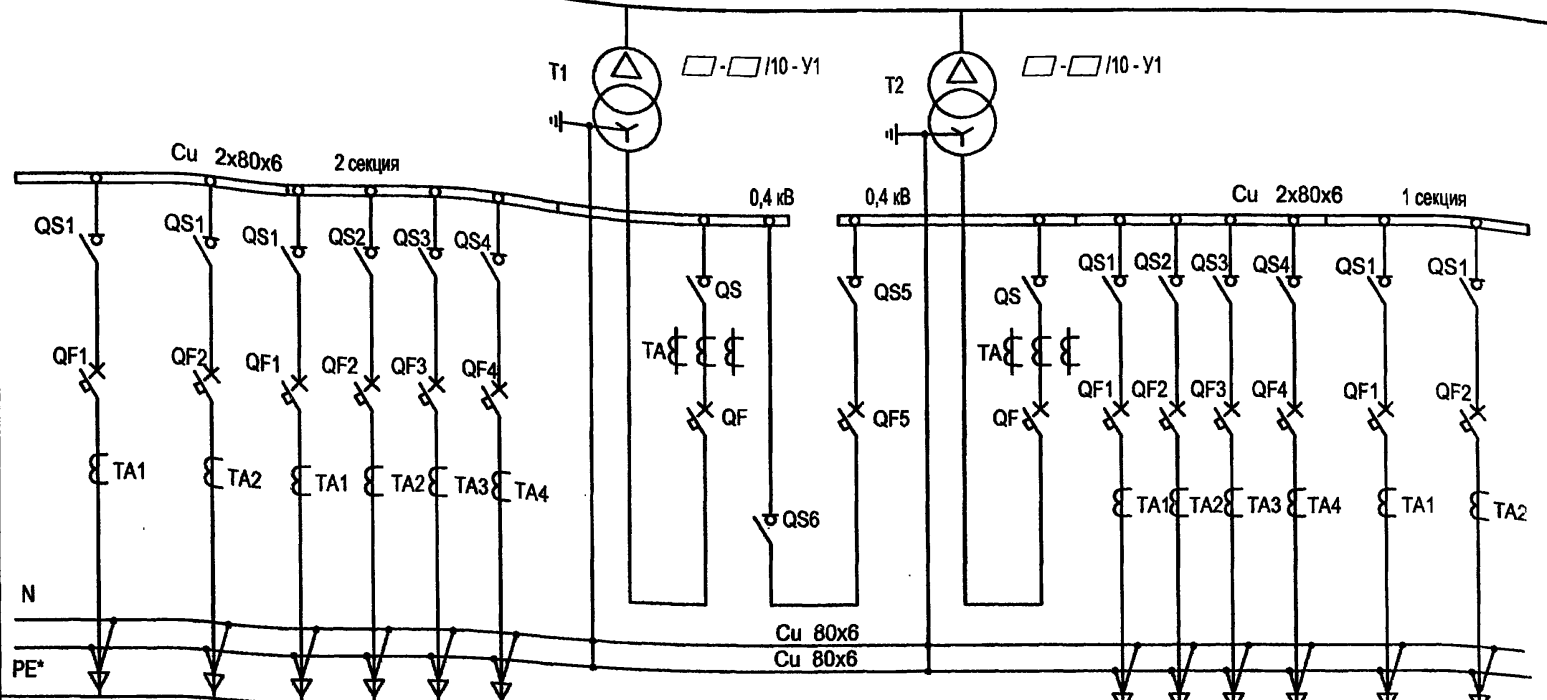 T1
▱-▱/10 - У1
T2
▱-▱/10 - У1
Cu 2x80x6
2 секция
0,4 кВ
0,4 кВ
Cu 2x80x6
1 секция
QS1
QS1
QS1
QS2
QS3
QS4
QS
QS5
QS
QS1
QS2
QS3
QS4
QS1
QS1
TA
TA
QF1
QF2
QF1
QF2
QF3
QF4
QF
QF5
QF
QF1
QF2
QF3
QF4
QF1
QF2
TA1
TA2
TA1
TA2
TA3
TA4
QS6
TA1
TA2
TA3
TA4
TA1
TA2
N
Cu 80x6
PE*
Cu 80x6